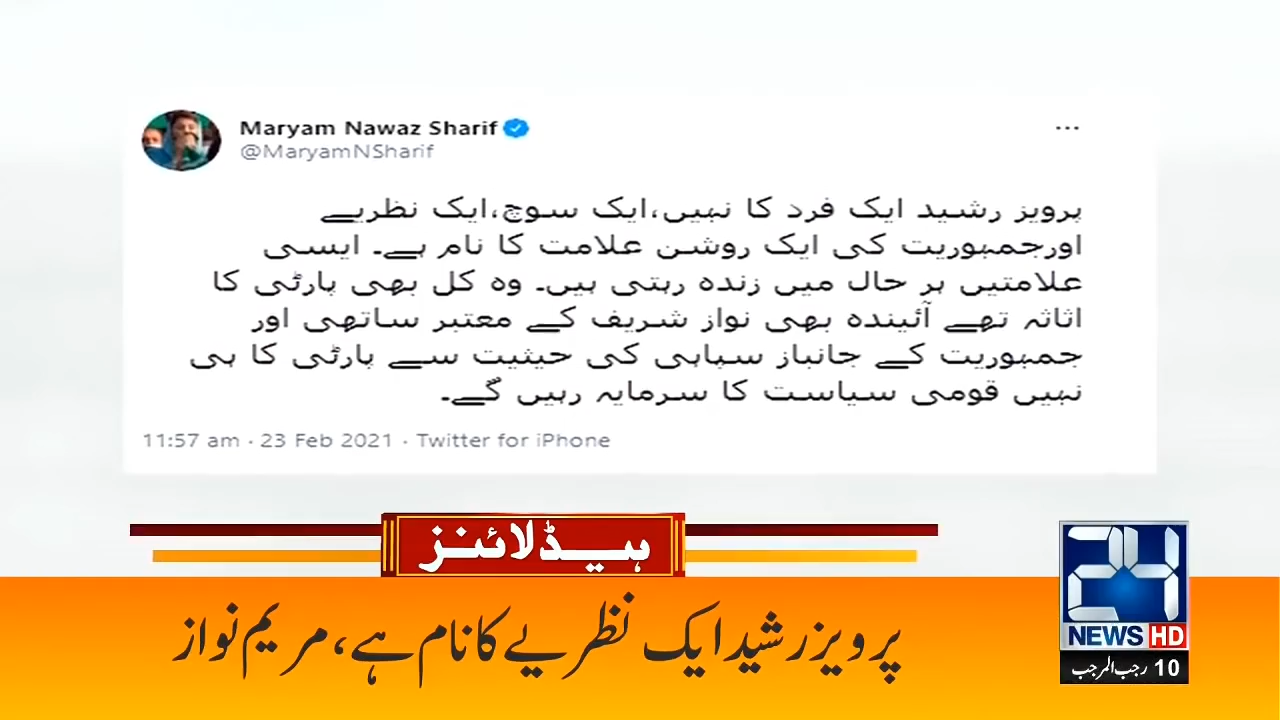 Maryam Nawaz Sharif
@MaryamNSharif
پرویز رشید ایک فرد کا نہیں،ایک سوچ،ایک نظریے
اورجمہوریت کی ایک روشن علامت کا نام ہے۔ ایسی
علامتیں ہر حال میں زندہ رہتی ہیں۔ وہ کل بھی پارٹی کا
اثاثہ تھے آئیندہ بھی نواز شریف کے معتبر ساتھی اور
جمہوریت کے جانباز سپاہی کی حیثیت سے پارٹی کا ہی
نہیں قومی سیاست کا سرمایہ رہیں گے۔
11:57 am · 23 Feb 2021 · Twitter for iPhone
ہیڈلائنز
پرویز رشید ایک نظریے کا نام ہے، مریم نواز
24
NEWS HD
10 رجب المرجب